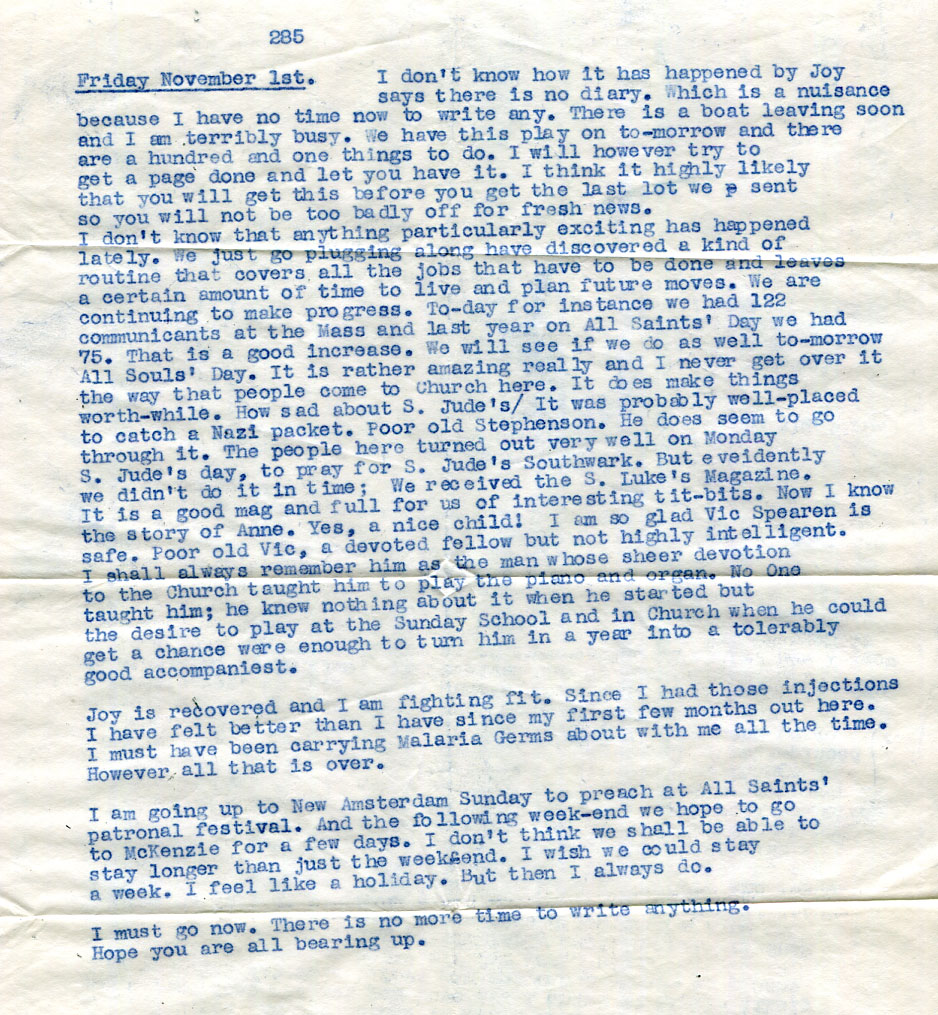 285
Friday November 1st. I don't know how it has happened by Joy
says there is no diary. Which is a nuisance
because I have no time now to write any. There is a boat leaving soon
and I am terribly busy. We have this play on to-morrow and there
are a hundred and one things to do. I will however try to
get a page done and let you have it. I think it highly likely
that you will get this before you get the last lot we p sent
so you will not be too badly off for fresh news.
I don't know that anything particularly exciting has happened
lately. We just go plugging along have discovered a kind of
routine that covers all the jobs that have to be done and leaves
a certain amount of time to live and plan future moves. We are
continuing to make progress. To-day for instance we had 122
communicants at the Mass and last year on All Saints' Day we had
75. That is a good increase. We will see if we do as well to-morrow
All Souls' Day. It is rather amazing really and I never get over it
the way that people come to Church here. It does make things
worth-while. How sad about S. Jude's/ It was probably well-placed
to catch a Nazi packet. Poor old Stephenson. He does seem to go
through it. The people here turned out very well on Monday
S. Jude's day, to pray for S. Jude's Southwark. But eveidently
we didn't do it in time; We received the S. Luke's Magazine.
It is a good mag and full for us of interesting tit-bits. Now I know
the story of Anne. Yes, a nice child! I am so glad Vic Spearen is
safe. Poor old Vic, a devoted fellow but not highly intelligent.
I shall always remember him as the man whose sheer devotion
to the Church taught him to play the piano and organ. No One
taught him; he knew nothing about it when he started but
the desire to play at the Sunday School and in Church when he could
get a chance were enough to turn him in a year into a tolerably
good accompaniest.
Joy is recovered and I am fighting fit. Since I had those injections
I have felt better than I have since my first few months out here.
I must have been carrying Malaria Germs about with me all the time.
However all that is over.
I am going up to New Amsterdam Sunday to preach at All Saints'
patronal festival. And the following week-end we hope to go
to McKenzie for a few days. I don't think we shall be able to
stay longer than just the week&end. I wish we could stay
a week. I feel like a holiday. But then I always do.
I must go now. There is no more time to write anything.
Hope you are all bearing up.